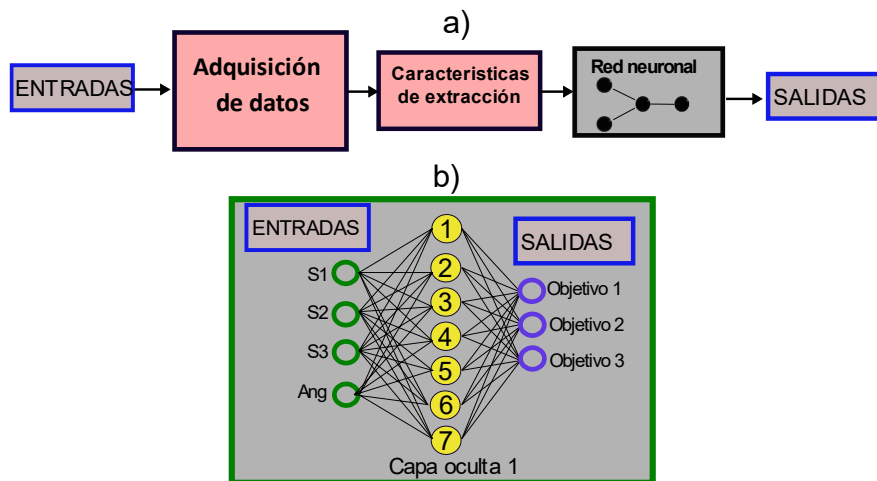 a)
ENTRADAS
Adquisición
de datos
Caracteristicas
de extracción
Red neuronal
SALIDAS
b)
ENTRADAS
SALIDAS
S1
S2
S3
Ang
1
2
3
4
5
6
7
Objetivo 1
Objetivo 2
Objetivo 3
Capa oculta 1